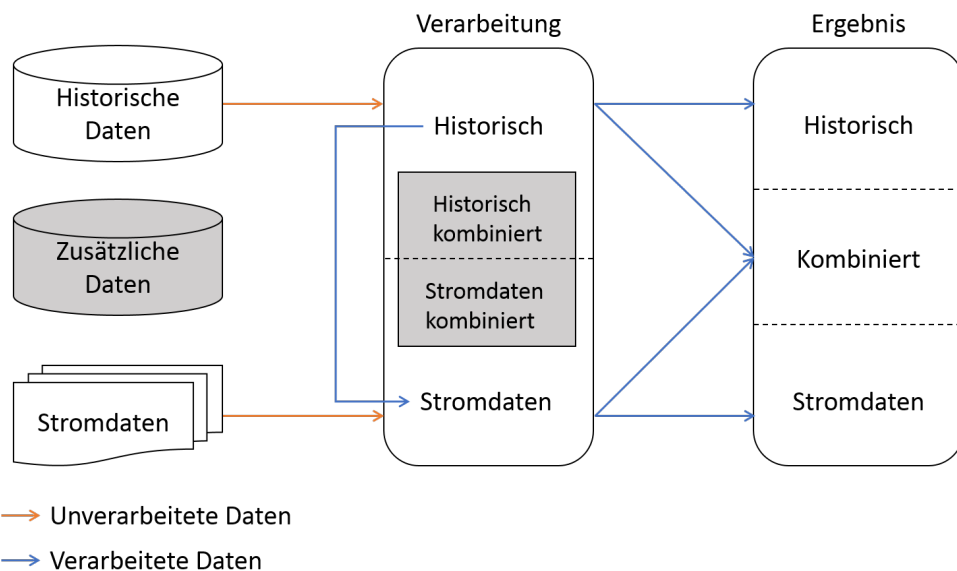 Verarbeitung
Ergebnis
Historische
Daten
Historisch
Historisch
Zusätzliche
Daten
Historisch
kombiniert
Stromdaten
kombiniert
Kombiniert
Stromdaten
Stromdaten
Stromdaten
Unverarbeitete Daten
Verarbeitete Daten